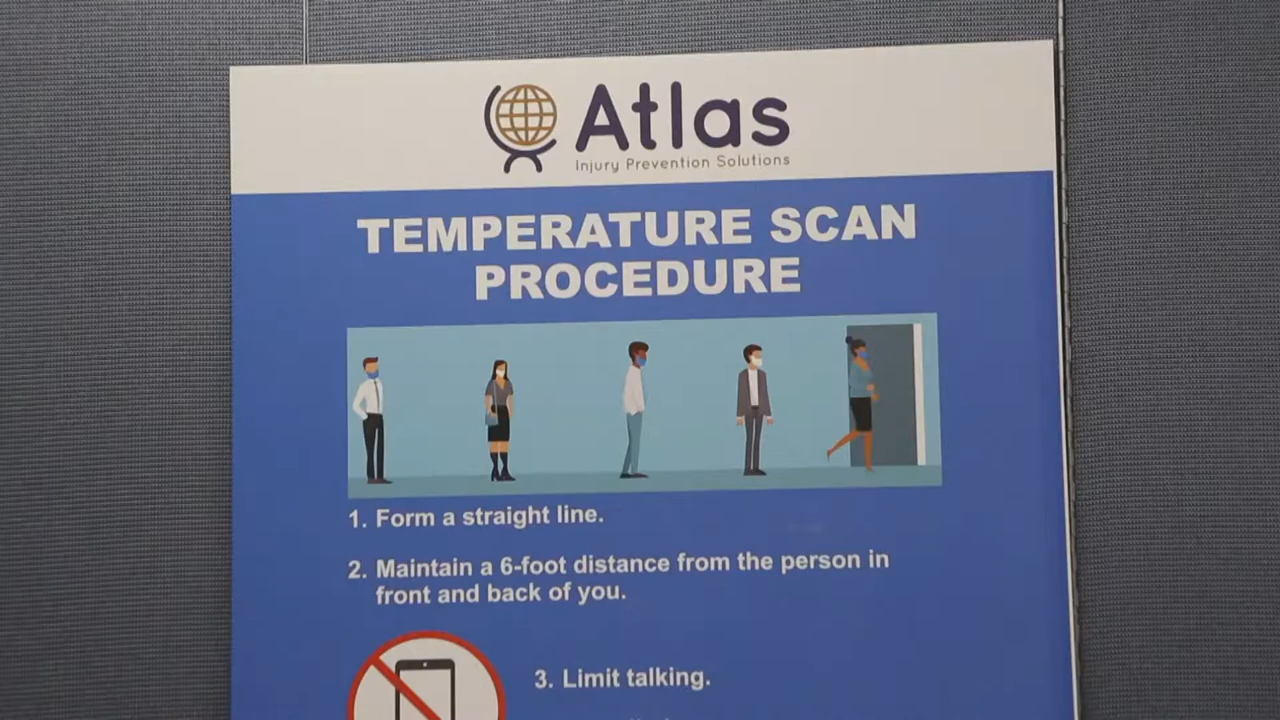 Atlas
Injury Prevention Solutions
TEMPERATURE SCAN
PROCEDURE
1. Form a straight line.
2. Maintain a 6-foot distance from the person in
front and back of you.
3. Limit talking.